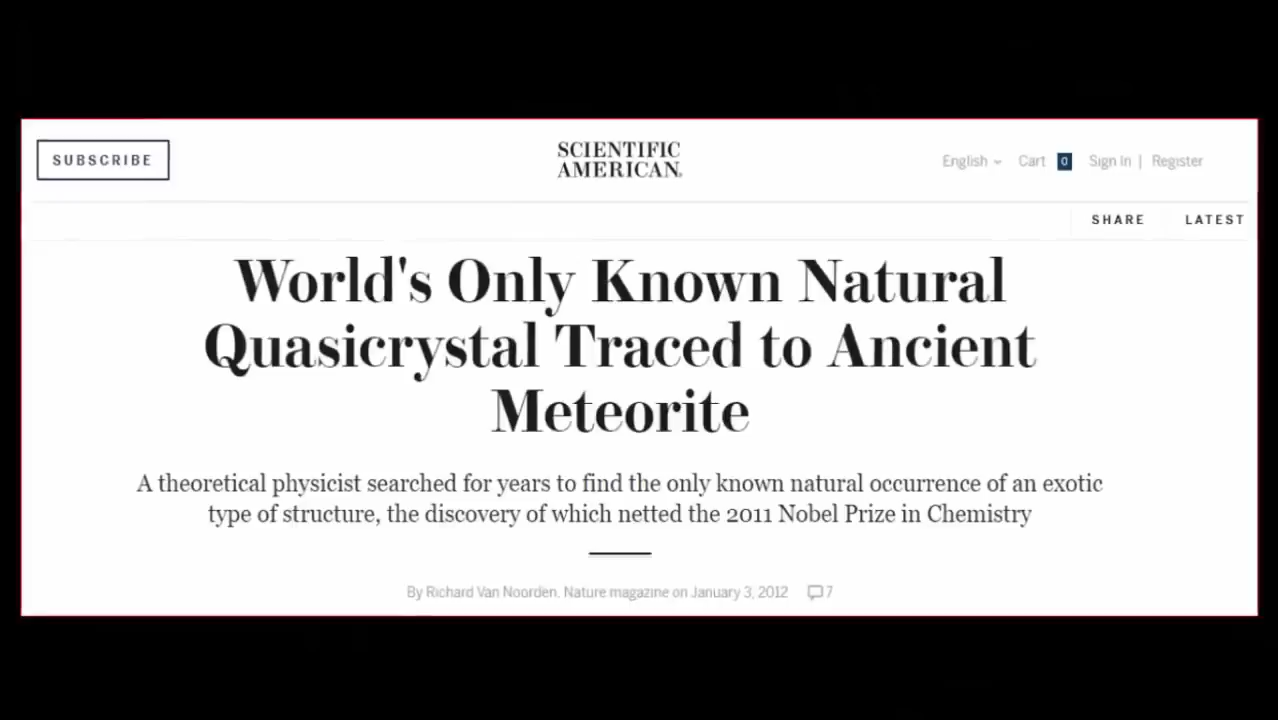 SUBSCRIBE
SCIENTIFIC
AMERICAN
English Cart 0 Sign In | Register
SHARE LATEST
World's Only Known Natural
Quasicrystal Traced to Ancient
Meteorite
A theoretical physicist searched for years to find the only known natural occurrence of an exotic
type of structure, the discovery of which netted the 2011 Nobel Prize in Chemistry
By Richard Van Noorden, Nature magazine on January 3, 2012 7